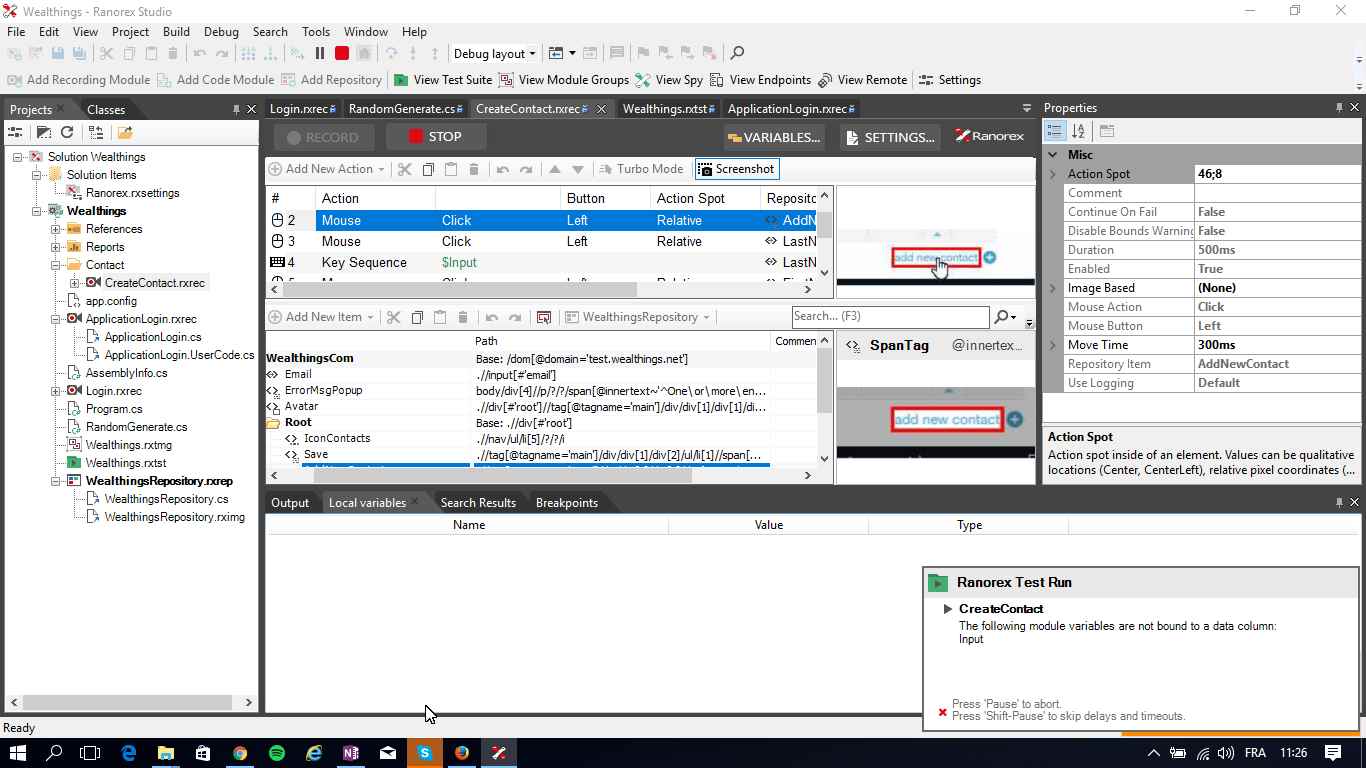 Wealthings - Ranorex Studio
File Edit View Project Build Debug Search Tools Window Help
Debug layout
Add Recording Module Add Code Module Add Repository View Test Suite View Module Groups View Spy View Endpoints View Remote Settings
Projects Classes
Solution Wealthings
Solution Items
Ranorex.rxsettings
Wealthings
References
Reports
Contact
CreateContact.rxrec
app.config
ApplicationLogin.rxrec
ApplicationLogin.cs
ApplicationLogin.UserCode.cs
AssemblyInfo.cs
Login.rxrec
Program.cs
RandomGenerate.cs
Wealthings.rxtmg
Wealthings.rxtst
WealthingsRepository.rxrep
WealthingsRepository.cs
WealthingsRepository.rximg
Login.rxrec RandomGenerate.cs CreateContact.rxrec Wealthings.rxtst ApplicationLogin.rxrec
RECORD STOP VARIABLES... SETTINGS... Ranorex
Add New Action Turbo Mode Screenshot
# Action Button Action Spot Reposito
2 Mouse Click Left Relative AddN
3 Mouse Click Left Relative LastN
4 Key Sequence $Input LastN
add new contact
Add New Item WealthingsRepository Search... (F3)
Path Commen
WealthingsCom Base: /dom[@domain='test.wealthings.net']
Email .//input[#'email']
ErrorMsgPopup body/div[4]//p/?/?/span[@innertext~'^One\ or\ more\ en...
Avatar .//div[#'root']//tag[@tagname='main']/div/div[1]/div[1]/di...
Root Base: .//div[#'root']
IconContacts .//nav/ul/li[5]/?/?/i
Save .//tag[@tagname='main']/div/div[1]/div[2]/ul/li[1]//span[...
SpanTag @innertex...
add new contact
Properties
Misc
Action Spot 46;8
Comment
Continue On Fail False
Disable Bounds Warning False
Duration 500ms
Enabled True
Image Based (None)
Mouse Action Click
Mouse Button Left
Move Time 300ms
Repository Item AddNewContact
Use Logging Default
Action Spot
Action spot inside of an element. Values can be qualitative
locations (Center, CenterLeft), relative pixel coordinates (...
Output Local variables Search Results Breakpoints
Name Value Type
Ranorex Test Run
CreateContact
The following module variables are not bound to a data column:
Input
Press 'Pause' to abort.
Press 'Shift-Pause' to skip delays and timeouts.
Ready
FRA 11:26